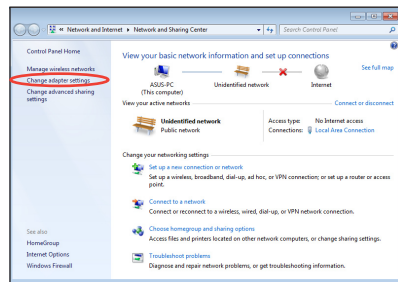 Network and Internet ▸ Network and Sharing Center
Search Control Panel
Control Panel Home
Manage wireless networks
Change adapter settings
Change advanced sharing
settings
See also
HomeGroup
Internet Options
Windows Firewall
View your basic network information and set up connections
See full map
ASUS-PC
(This computer)
Unidentified network
Internet
View your active networks
Connect or disconnect
Unidentified network
Public network
Access type: No Internet access
Connections: Local Area Connection
Change your networking settings
Set up a new connection or network
Set up a wireless, broadband, dial-up, ad hoc, or VPN connection; or set up a router or access
point.
Connect to a network
Connect or reconnect to a wireless, wired, dial-up, or VPN network connection.
Choose homegroup and sharing options
Access files and printers located on other network computers, or change sharing settings.
Troubleshoot problems
Diagnose and repair network problems, or get troubleshooting information.